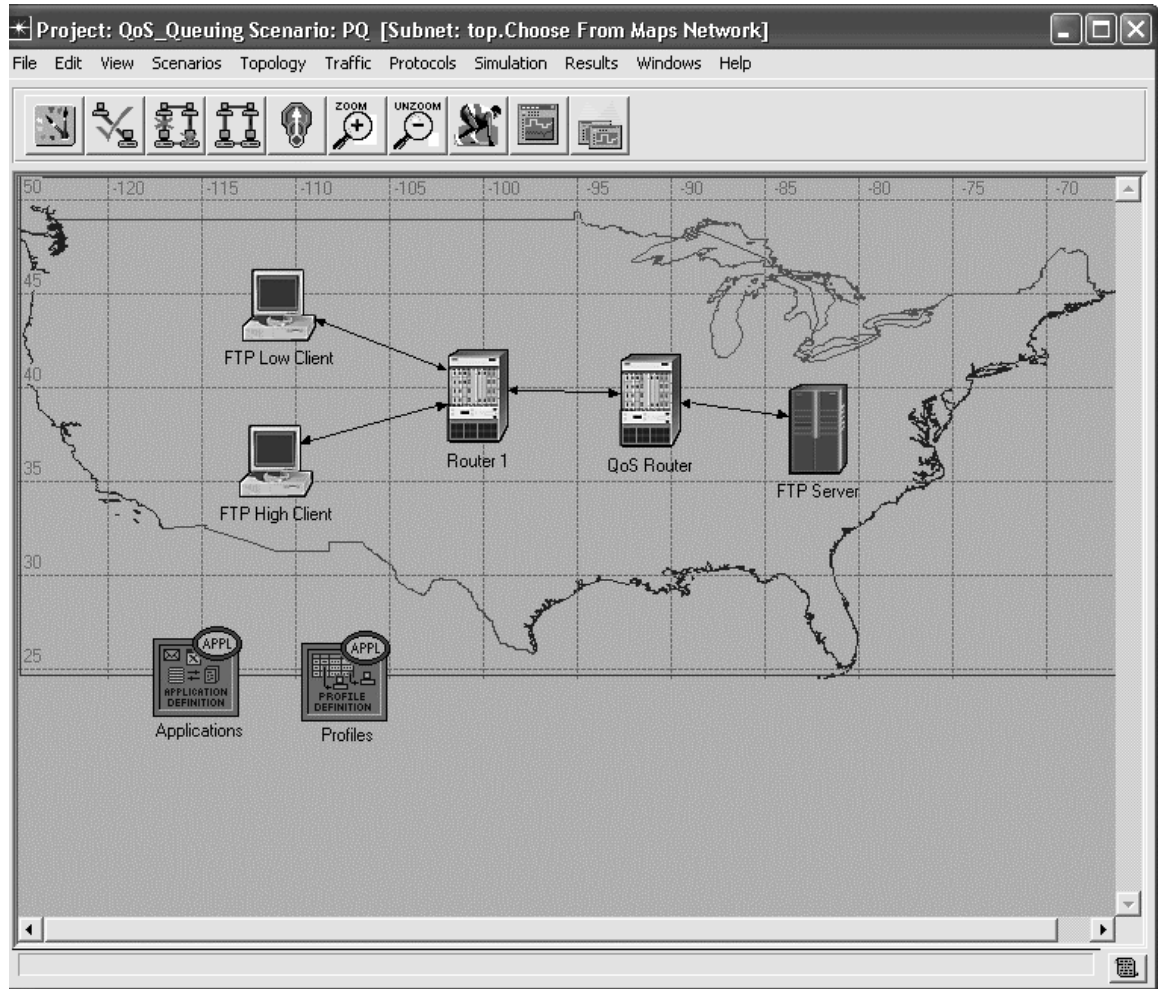 Project: QoS_Queuing Scenario: PQ [Subnet: top.Choose From Maps Network]
File Edit View Scenarios Topology Traffic Protocols Simulation Results Windows Help
ZOOM UNZOOM
50 -120 -115 -110 -105 -100 -95 -90 -85 -80 -75 -70
45
FTP Low Client
40
Router 1
QoS Router
35
FTP Server
FTP High Client
30
25
APPL
APPLICATION
DEFINITION
Applications
APPL
PROFILE
DEFINITION
Profiles